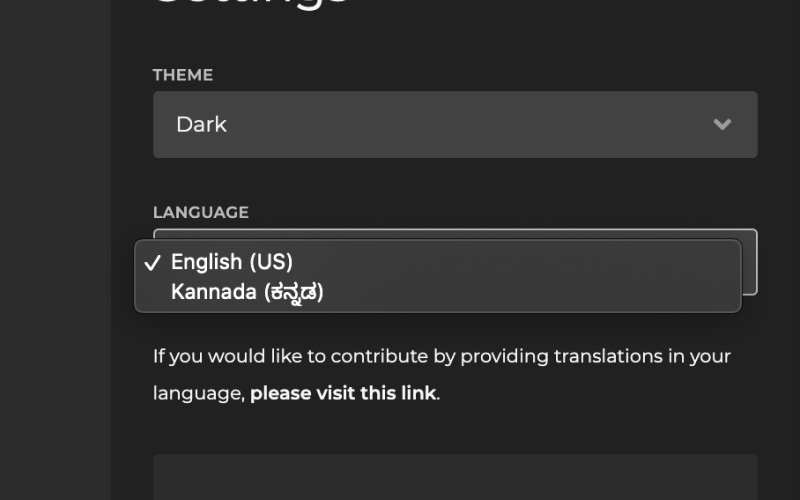 Settings
THEME
Dark
LANGUAGE
English (US)
Kannada (ಕನ್ನಡ)
If you would like to contribute by providing translations in your
language, please visit this link.